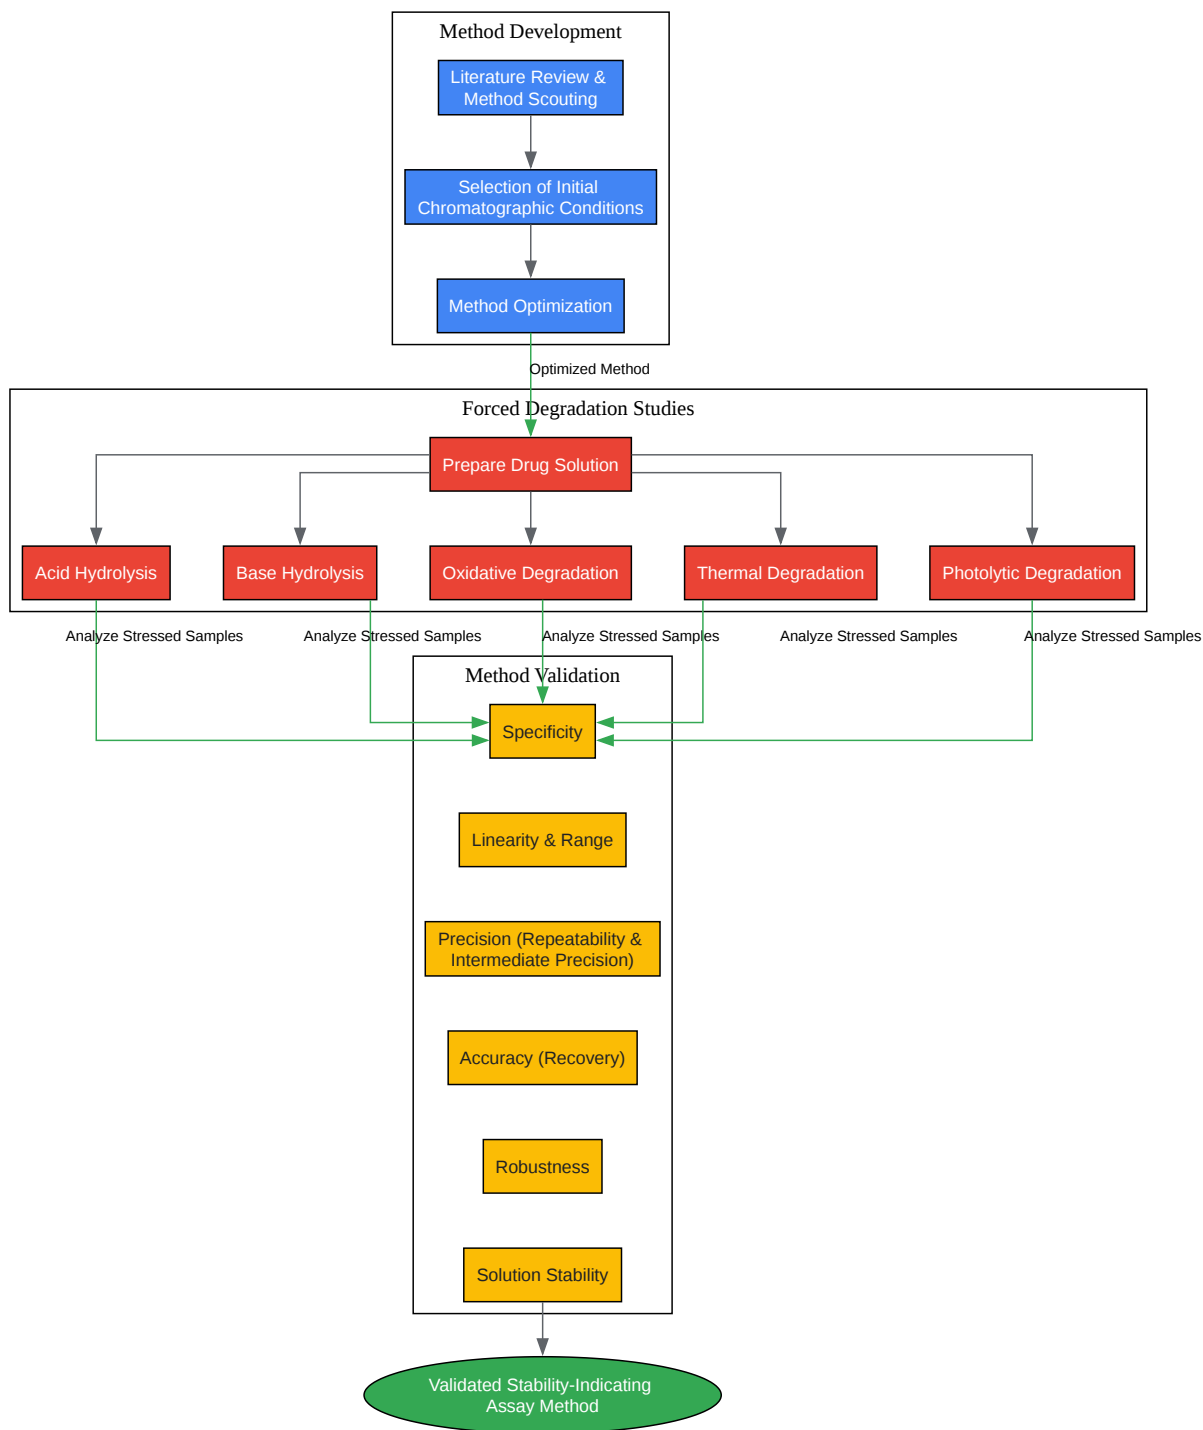 Method Development
Literature Review &
Method Scouting
Selection of Initial
Chromatographic Conditions
Method Optimization
Optimized Method
Forced Degradation Studies
Prepare Drug Solution
Acid Hydrolysis
Base Hydrolysis
Oxidative Degradation
Thermal Degradation
Photolytic Degradation
Analyze Stressed Samples
Analyze Stressed Samples
Analyze Stressed Samples
Analyze Stressed Samples
Analyze Stressed Samples
Method Validation
Specificity
Linearity & Range
Precision (Repeatability &
Intermediate Precision)
Accuracy (Recovery)
Robustness
Solution Stability
Validated Stability-Indicating
Assay Method